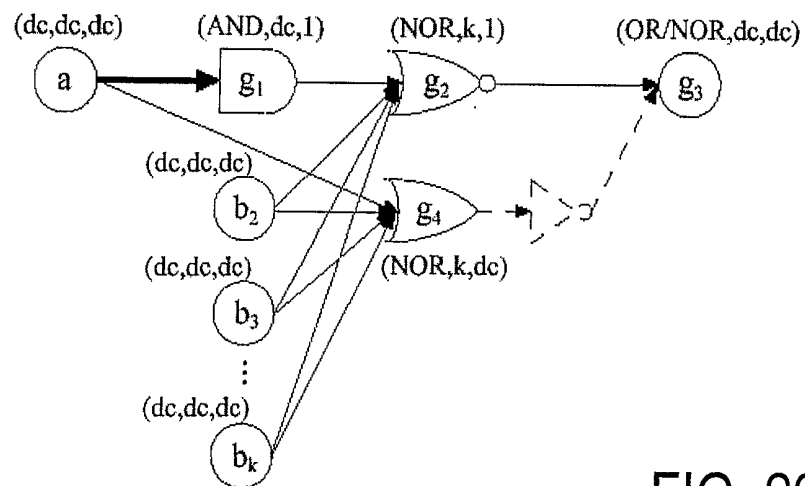 (dc,dc,dc) (AND,dc,1) (NOR,k,1) (OR/NOR,dc,dc)
a g1 g2 g3
(dc,dc,dc)
b2 g4
(dc,dc,dc) (NOR,k,dc)
b3
⋮
(dc,dc,dc)
bk